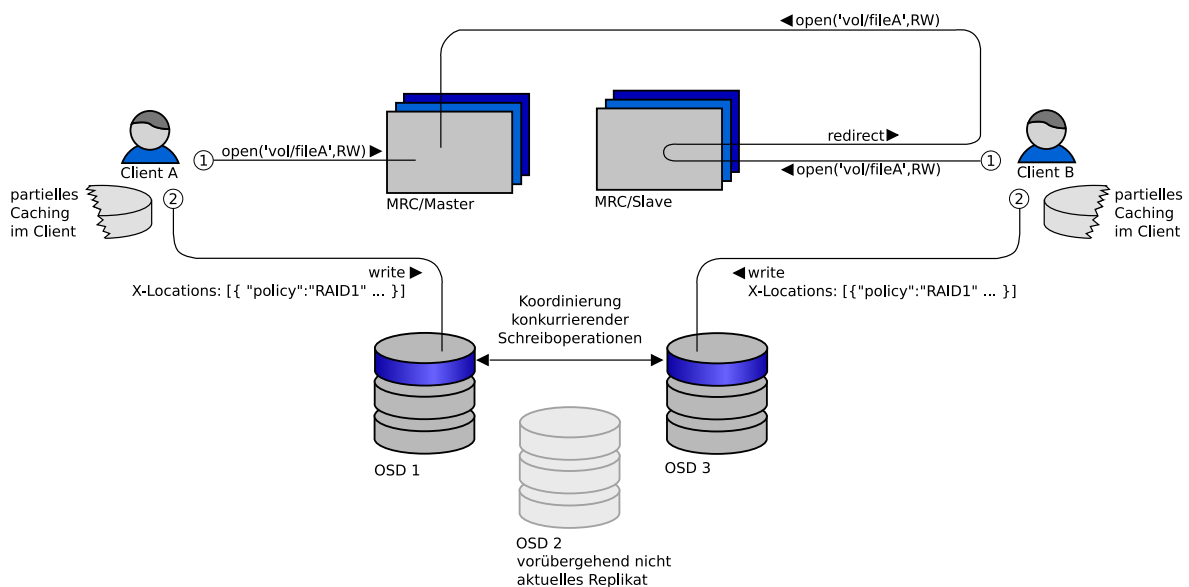 ◀ open('vol/fileA',RW)
redirect ▶
① open('vol/fileA',RW) ▶
◀ open('vol/fileA',RW) ①
Client A
Client B
MRC/Master
MRC/Slave
partielles
Caching
im Client
②
②
partielles
Caching
im Client
write ▶
X-Locations: [{ "policy":"RAID1" ... }]
◀ write
X-Locations: [{"policy":"RAID1" ... }]
Koordinierung
konkurrierender
Schreiboperationen
OSD 1
OSD 3
OSD 2
vorübergehend nicht
aktuelles Replikat